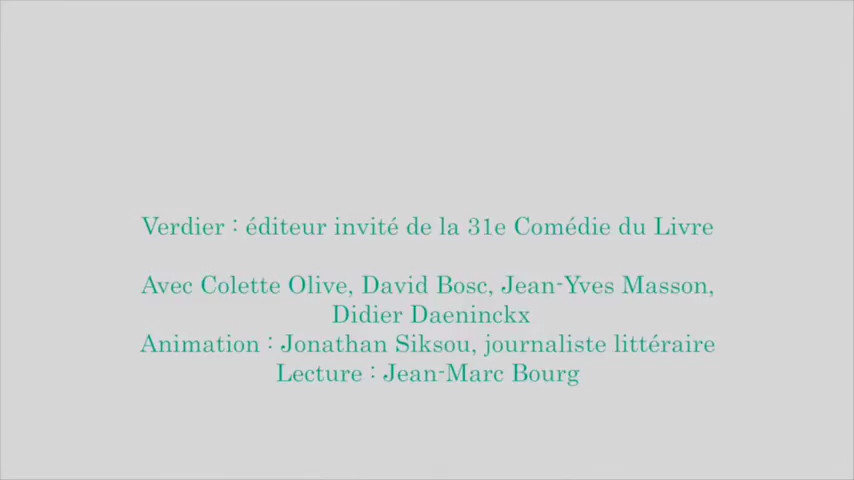 Verdier : éditeur invité de la 31e Comédie du Livre
Avec Colette Olive, David Bosc, Jean-Yves Masson,
Didier Daeninckx
Animation : Jonathan Siksou, journaliste littéraire
Lecture : Jean-Marc Bourg